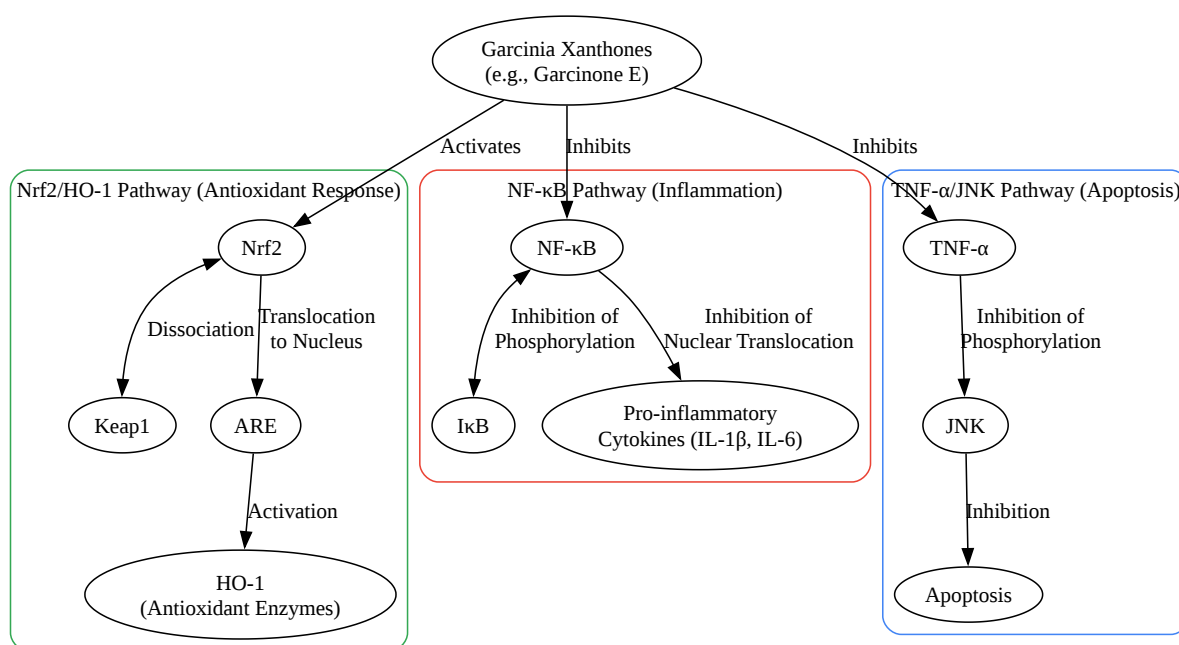 Garcinia Xanthones
(e.g., Garcinone E)
Activates
Inhibits
Inhibits
Nrf2/HO-1 Pathway (Antioxidant Response)
NF-κB Pathway (Inflammation)
TNF-α/JNK Pathway (Apoptosis)
Nrf2
NF-κB
TNF-α
Dissociation
Translocation
to Nucleus
Inhibition of
Phosphorylation
Inhibition of
Nuclear Translocation
Inhibition of
Phosphorylation
Keap1
ARE
IκB
Pro-inflammatory
Cytokines (IL-1β, IL-6)
JNK
Activation
Inhibition
HO-1
(Antioxidant Enzymes)
Apoptosis